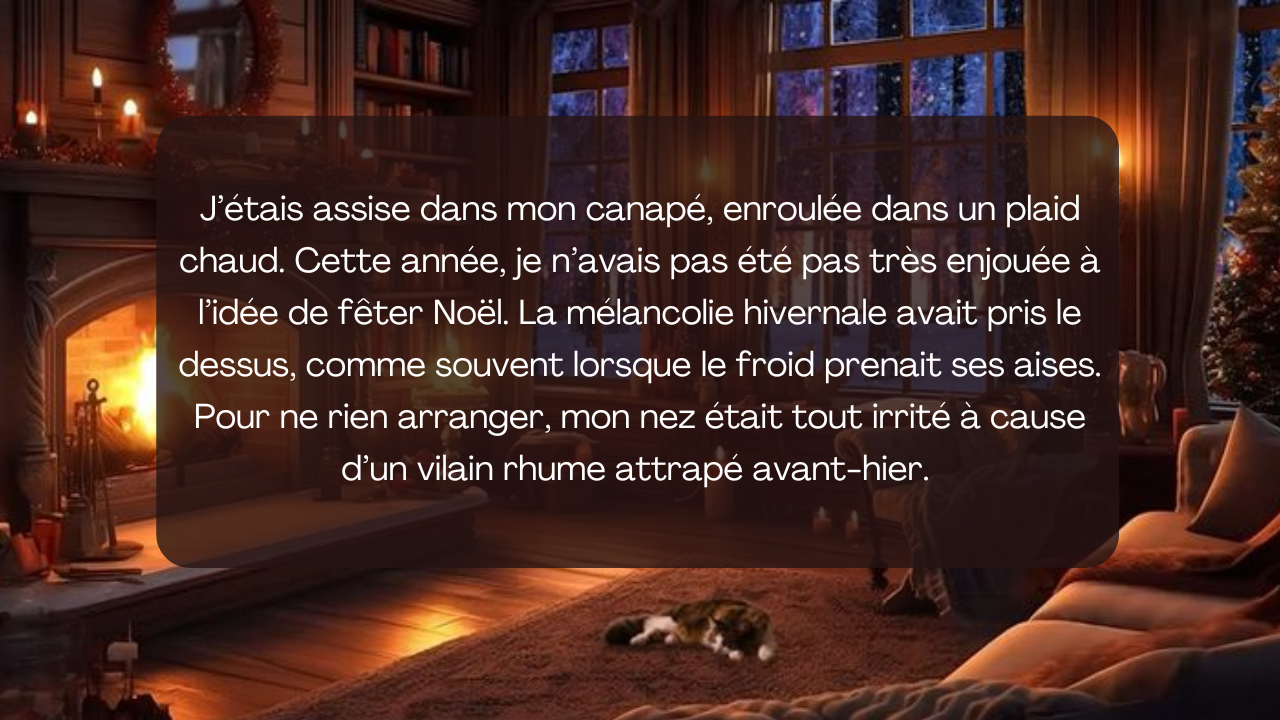 J’étais assise dans mon canapé, enroulée dans un plaid
chaud. Cette année, je n’avais pas été pas très enjouée à
l’idée de fêter Noël. La mélancolie hivernale avait pris le
dessus, comme souvent lorsque le froid prenait ses aises.
Pour ne rien arranger, mon nez était tout irrité à cause
d’un vilain rhume attrapé avant-hier.